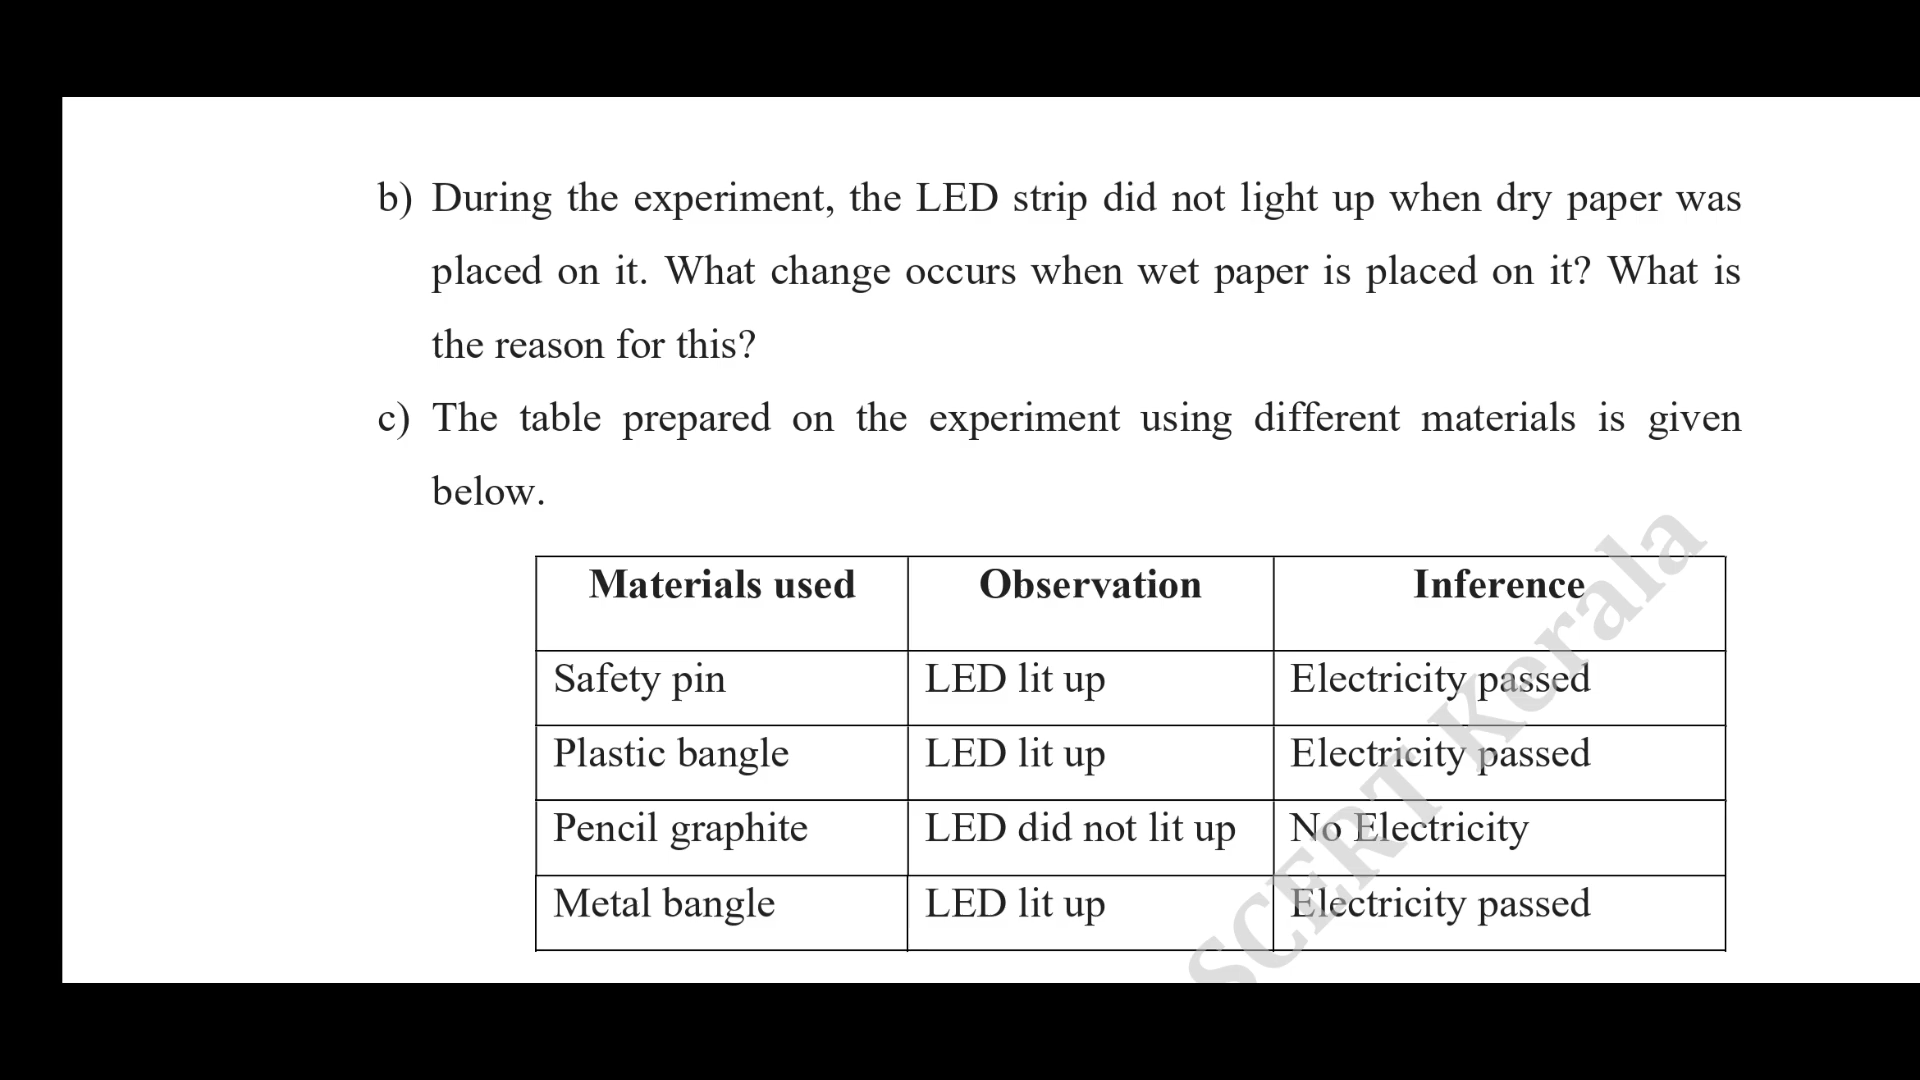 b) During the experiment, the LED strip did not light up when dry paper was
placed on it. What change occurs when wet paper is placed on it? What is
the reason for this?
c) The table prepared on the experiment using different materials is given
below.
Materials used Observation Inference
Safety pin LED lit up Electricity passed
Plastic bangle LED lit up Electricity passed
Pencil graphite LED did not lit up No Electricity
Metal bangle LED lit up Electricity passed
SCERT Kerala